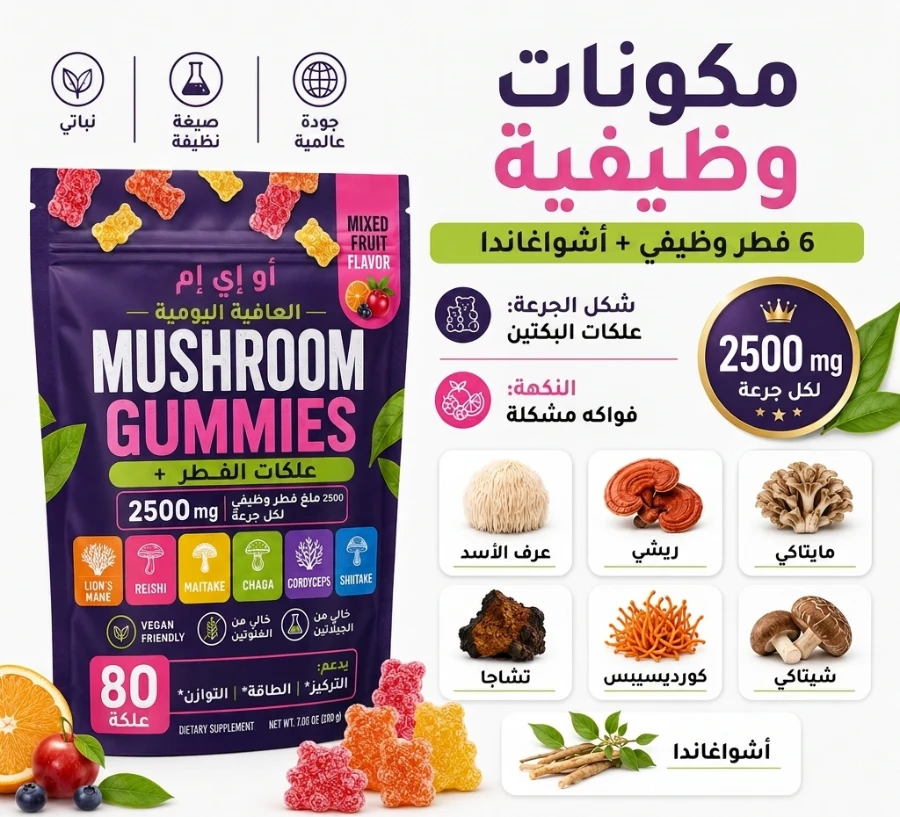 مكونات
وظيفية
6 فطر وظيفي + أشواغاندا
نباتي
صيغة
نظيفة
جودة
عالمية
شكل الجرعة:
علكات البكتين
النكهة:
فواكه مشكلة
2500 mg
لكل جرعة
MIXED
FRUIT
FLAVOR
أو إي إم
العافية اليومية
MUSHROOM
GUMMIES
علكات الفطر +
2500 mg
2500 ملغ فطر وظيفي
لكل جرعة
LION'S
MANE
REISHI
MAITAKE
CHAGA
CORDYCEPS
SHIITAKE
VEGAN
FRIENDLY
خالي من
الغلوتين
خالي من
الجيلاتين
80
علكة
يدعم:
التركيز* | الطاقة* | التوازن*
DIETARY SUPPLEMENT
NET WT. 7.06 OZ
عرف الأسد
ريشي
مايتاكي
تشاجا
كورديسيبس
شيتاكي
أشواغاندا